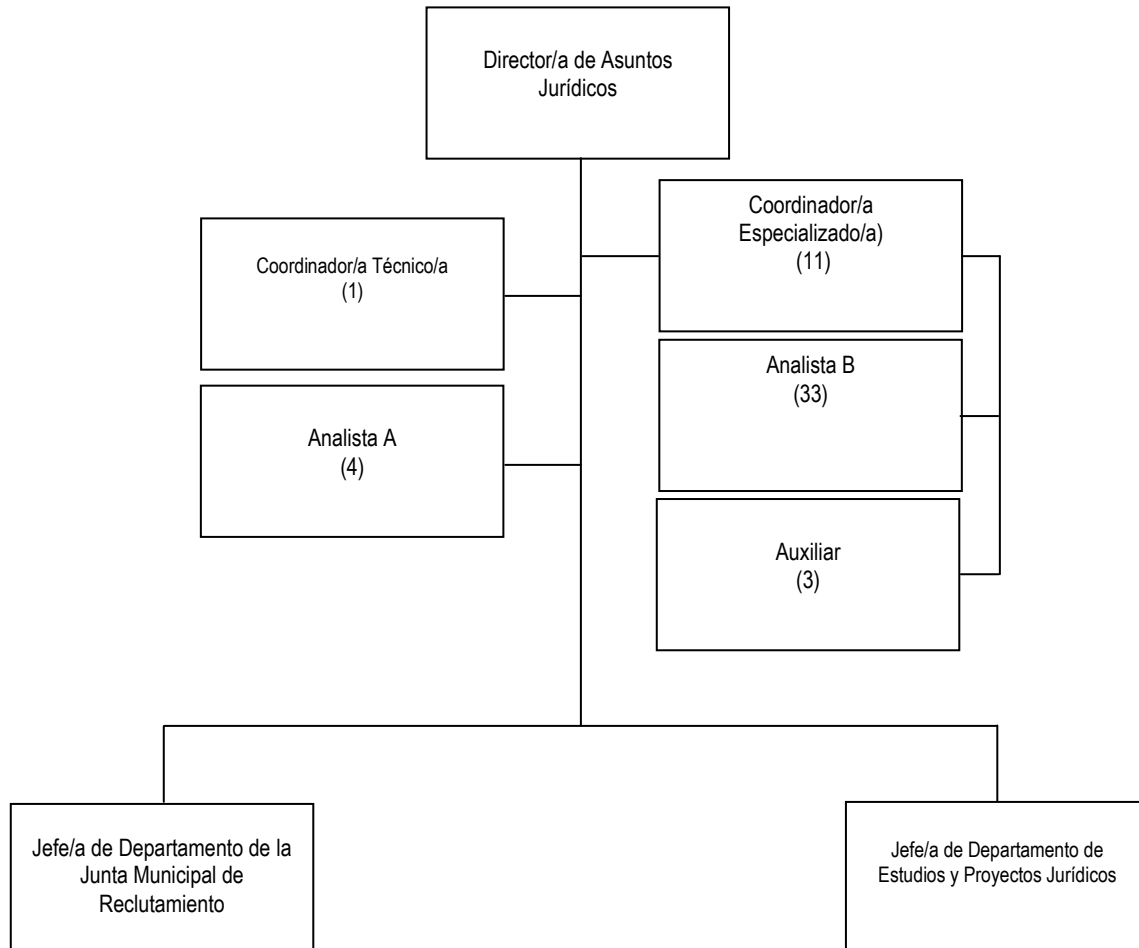 Director/a de Asuntos
Jurídicos
Coordinador/a Técnico/a
(1)
Analista A
(4)
Coordinador/a
Especializado/a)
(11)
Analista B
(33)
Auxiliar
(3)
Jefe/a de Departamento de la
Junta Municipal de
Reclutamiento
Jefe/a de Departamento de
Estudios y Proyectos Jurídicos